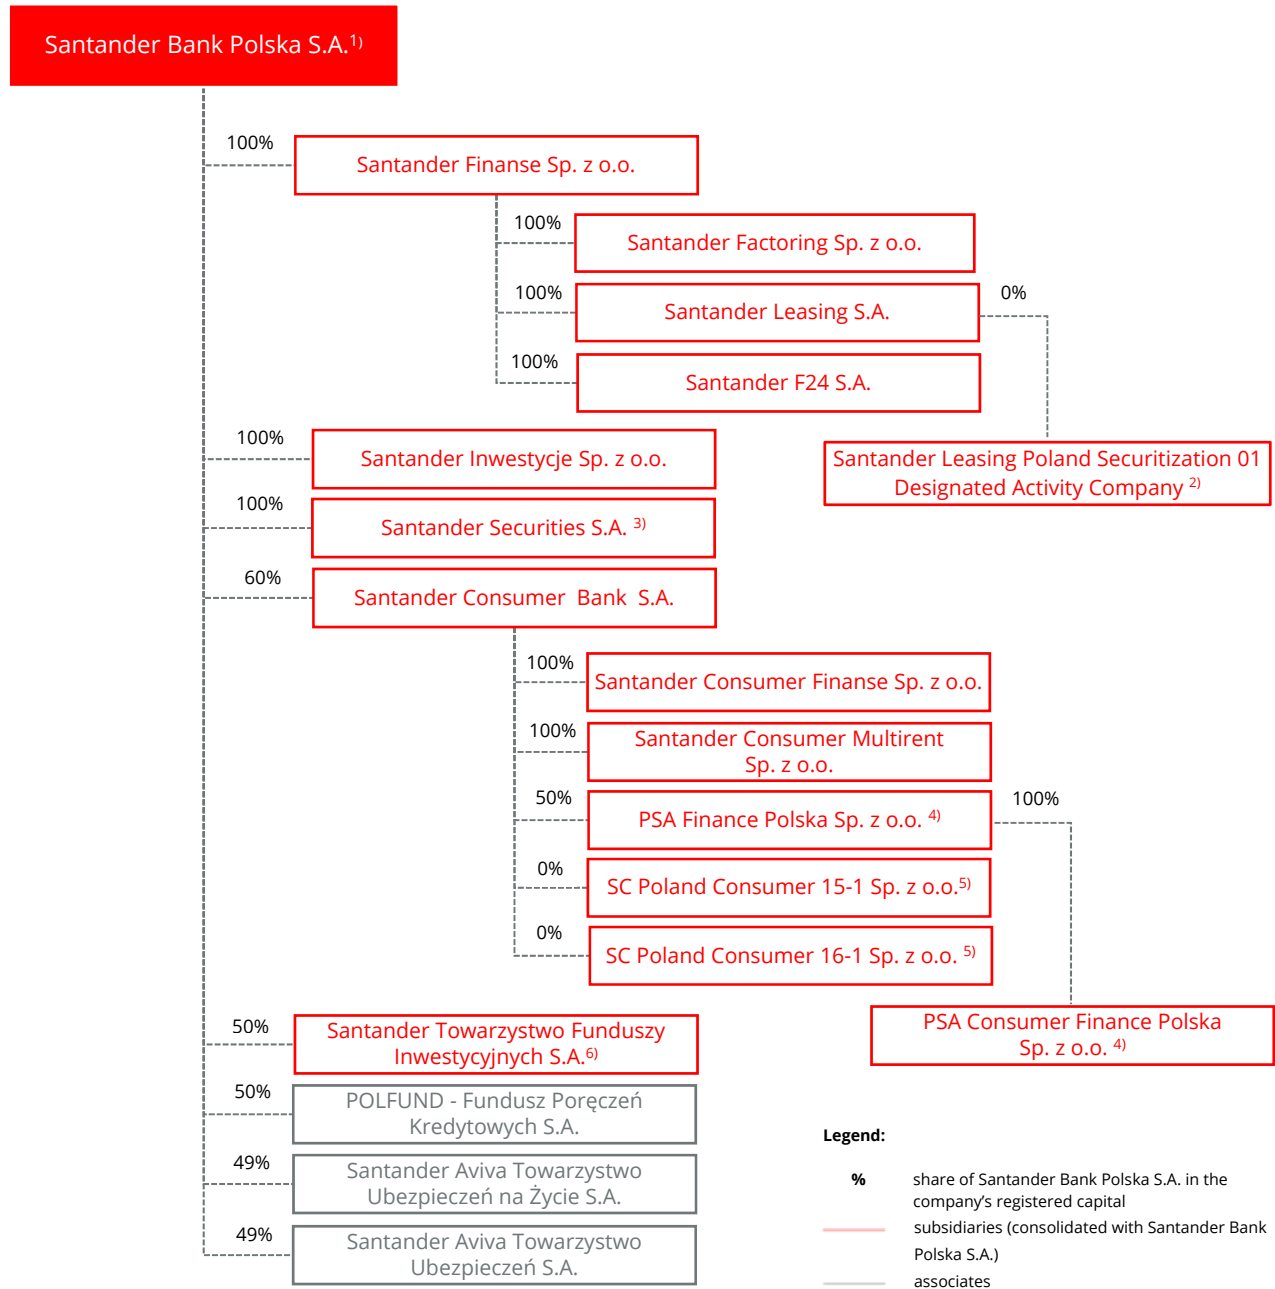 Santander Bank Polska S.A.1)
100%
Santander Finanse Sp. z o.o.
100%
Santander Factoring Sp. z o.o.
100%
Santander Leasing S.A.
0%
100%
Santander F24 S.A.
Santander Leasing Poland Securitization 01
Designated Activity Company 2)
100%
Santander Inwestycje Sp. z o.o.
100%
Santander Securities S.A. 3)
60%
Santander Consumer Bank S.A.
100%
Santander Consumer Finanse Sp. z o.o.
100%
Santander Consumer Multirent
Sp. z o.o.
50%
PSA Finance Polska Sp. z o.o. 4)
100%
0%
SC Poland Consumer 15-1 Sp. z o.o.5)
0%
SC Poland Consumer 16-1 Sp. z o.o. 5)
PSA Consumer Finance Polska
Sp. z o.o. 4)
50%
Santander Towarzystwo Funduszy
Inwestycyjnych S.A.6)
50%
POLFUND - Fundusz Poręczeń
Kredytowych S.A.
49%
Santander Aviva Towarzystwo
Ubezpieczeń na Życie S.A.
49%
Santander Aviva Towarzystwo
Ubezpieczeń S.A.
Legend:
% share of Santander Bank Polska S.A. in the
company's registered capital
subsidiaries (consolidated with Santander Bank
Polska S.A.)
associates